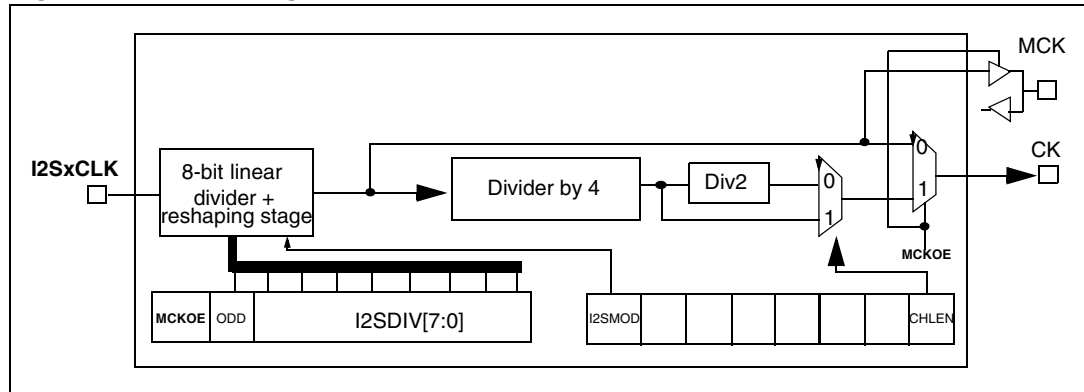 MCK
I2SxCLK
8-bit linear
divider +
reshaping stage
Divider by 4
Div2
0
1
0
1
CK
MCKOE
MCKOE
ODD
I2SDIV[7:0]
I2SMOD
CHLEN